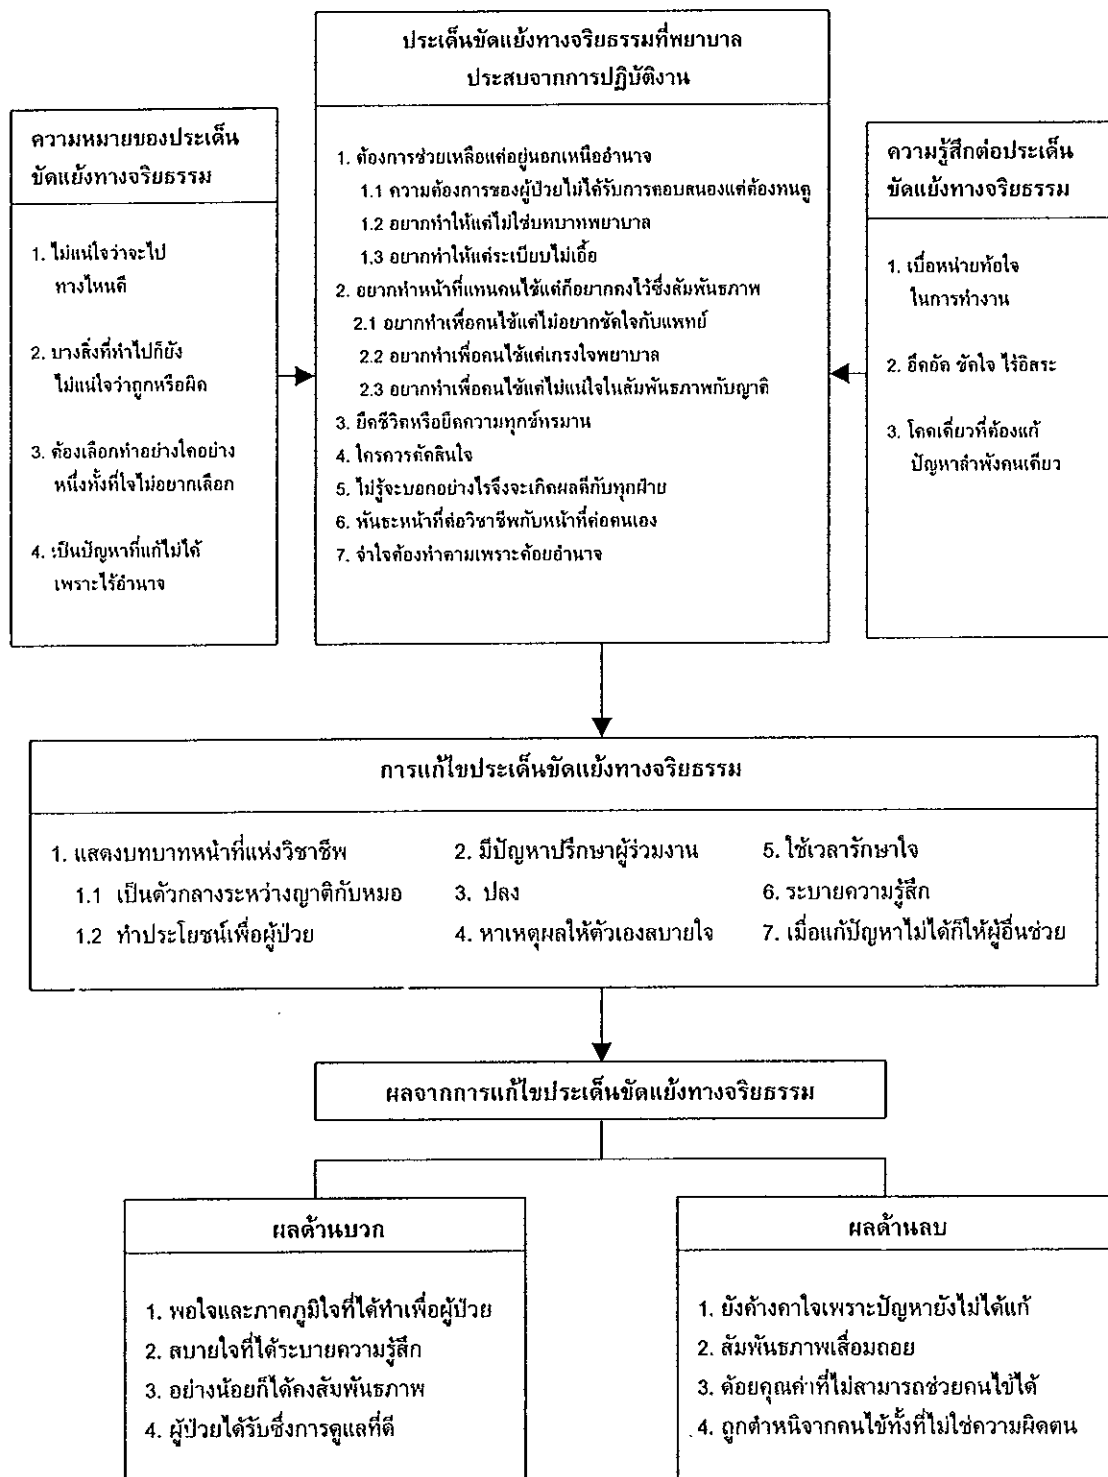 ประเด็นขัดแย้งทางจริยธรรมที่พยาบาล
ประสบจากการปฏิบัติงาน
ความหมายของประเด็น
ขัดแย้งทางจริยธรรม
1. ไม่แน่ใจว่าจะไป
ทางไหนดี
2. บางสิ่งที่ทำไปก็ยัง
ไม่แน่ใจว่าถูกหรือผิด
3. ต้องเลือกทำอย่างใดอย่าง
หนึ่งทั้งที่ใจไม่อยากเลือก
4. เป็นปัญหาที่แก้ไม่ได้
เพราะไร้อำนาจ
1. ต้องการช่วยเหลือแต่อยู่นอกเหนืออำนาจ
1.1 ความต้องการของผู้ป่วยไม่ได้รับการตอบสนองแต่ต้องทนดู
1.2 อยากทำให้แต่ไม่ใช่บทบาทพยาบาล
1.3 อยากทำให้แต่ระเบียบไม่เอื้อ
2. อยากทำหน้าที่แทนคนไข้แต่ก็อยากคงไว้ซึ่งสัมพันธภาพ
2.1 อยากทำเพื่อคนไข้แต่ไม่อยากขัดใจกับแพทย์
2.2 อยากทำเพื่อคนไข้แต่เกรงใจพยาบาล
2.3 อยากทำเพื่อคนไข้แต่ไม่แน่ใจในสัมพันธภาพกับญาติ
3. ยืดชีวิตหรือยืดความทุกข์ทรมาน
4. ใครควรตัดสินใจ
5. ไม่รู้จะบอกอย่างไรจึงจะเกิดผลดีกับทุกฝ่าย
6. พันธะหน้าที่ต่อวิชาชีพกับหน้าที่ต่อตนเอง
7. จำใจต้องทำตามเพราะด้อยอำนาจ
ความรู้สึกต่อประเด็น
ขัดแย้งทางจริยธรรม
1. เบื่อหน่ายท้อใจ
ในการทำงาน
2. อึดอัด ขัดใจ ไร้อิสระ
3. โดดเดี่ยวที่ต้องแก้
ปัญหาลำพังคนเดียว
การแก้ไขประเด็นขัดแย้งทางจริยธรรม
1. แสดงบทบาทหน้าที่แห่งวิชาชีพ
1.1 เป็นตัวกลางระหว่างญาติกับหมอ
1.2 ทำประโยชน์เพื่อผู้ป่วย
2. มีปัญหาปรึกษาผู้ร่วมงาน
3. ปลง
4. หาเหตุผลให้ตัวเองสบายใจ
5. ใช้เวลารักษาใจ
6. ระบายความรู้สึก
7. เมื่อแก้ปัญหาไม่ได้ก็ให้ผู้อื่นช่วย
ผลจากการแก้ไขประเด็นขัดแย้งทางจริยธรรม
ผลด้านบวก
1. พอใจและภาคภูมิใจที่ได้ทำเพื่อผู้ป่วย
2. สบายใจที่ได้ระบายความรู้สึก
3. อย่างน้อยก็ได้คงสัมพันธภาพ
4. ผู้ป่วยได้รับซึ่งการดูแลที่ดี
ผลด้านลบ
1. ยังค้างคาใจเพราะปัญหายังไม่ได้แก้
2. สัมพันธภาพเสื่อมถอย
3. ด้อยคุณค่าที่ไม่สามารถช่วยคนไข้ได้
4. ถูกตำหนิจากคนไข้ทั้งที่ไม่ใช่ความผิดตน